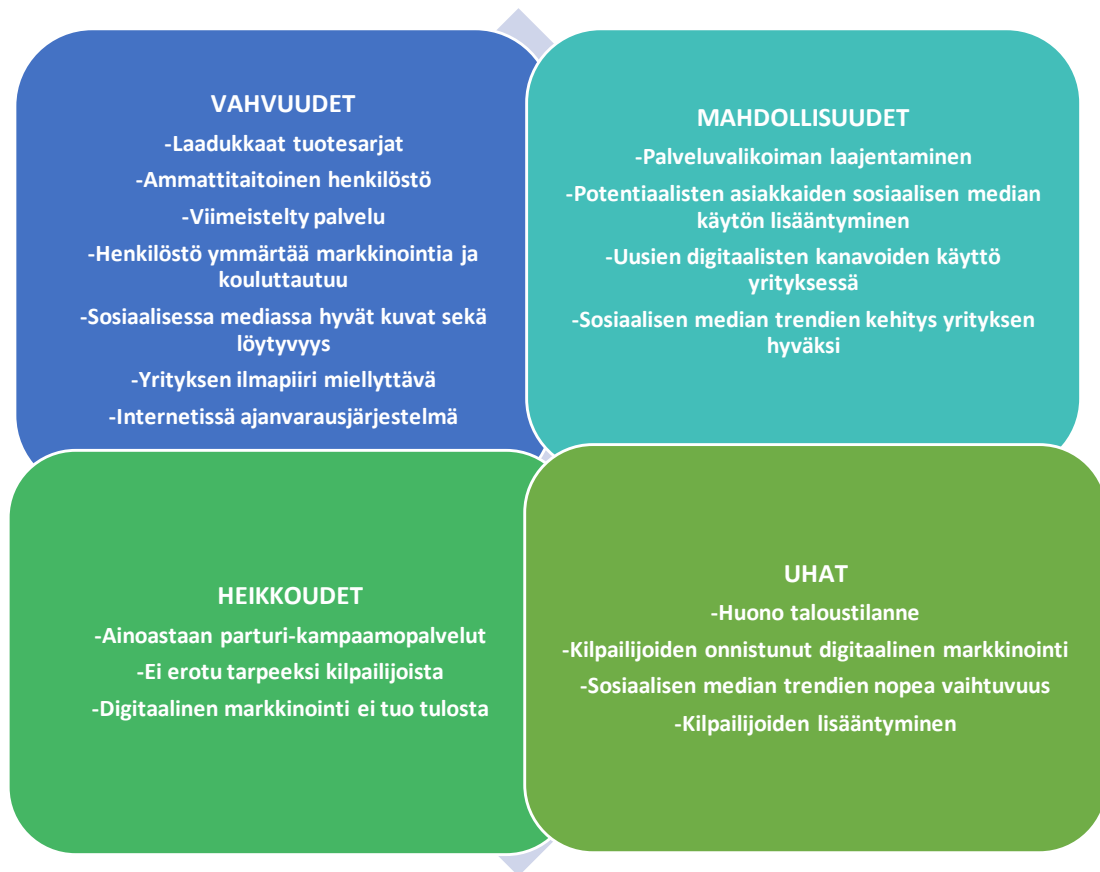 VAHVUUDET
-Laadukkaat tuotesarjat
-Ammattitaitoinen henkilöstö
-Viimeistelty palvelu
-Henkilöstö ymmärtää markkinointia ja
kouluttautuu
-Sosiaalisessa mediassa hyvät kuvat sekä
löytyvyys
-Yrityksen ilmapiiri miellyttävä
-Internetissä ajanvarausjärjestelmä
MAHDOLLISUUDET
-Palveluvalikoiman laajentaminen
-Potentiaalisten asiakkaiden sosiaalisen median
käytön lisääntyminen
-Uusien digitaalisten kanavoiden käyttö
yrityksessä
-Sosiaalisen median trendien kehitys yrityksen
hyväksi
HEIKKOUDET
-Ainoastaan parturi-kampaamopalvelut
-Ei erotu tarpeeksi kilpailijoista
-Digitaalinen markkinointi ei tuo tulosta
UHAT
-Huono taloustilanne
-Kilpailijoiden onnistunut digitaalinen markkinointi
-Sosiaalisen median trendien nopea vaihtuvuus
-Kilpailijoiden lisääntyminen